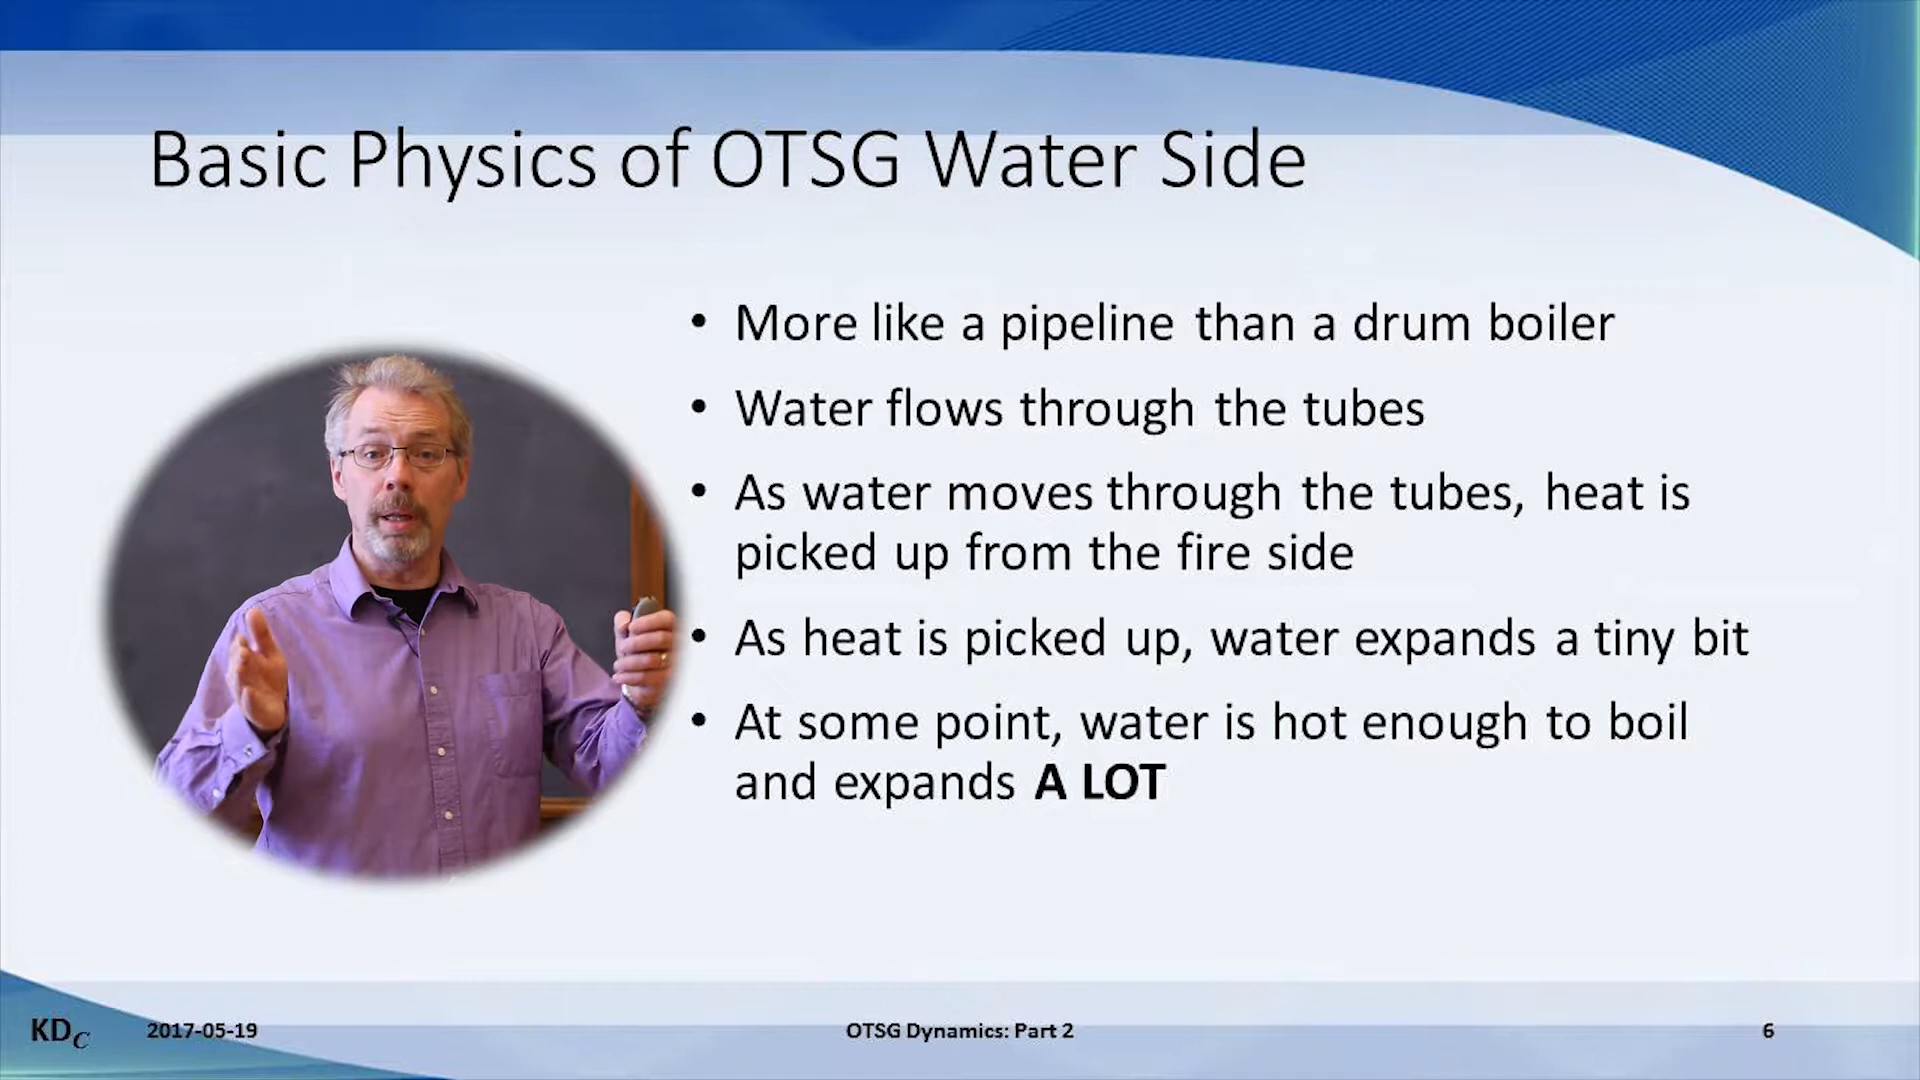 Basic Physics of OTSG Water Side
• More like a pipeline than a drum boiler
• Water flows through the tubes
• As water moves through the tubes, heat is
picked up from the fire side
• As heat is picked up, water expands a tiny bit
• At some point, water is hot enough to boil
and expands A LOT
KDC 2017-05-19 OTSG Dynamics: Part 2 6